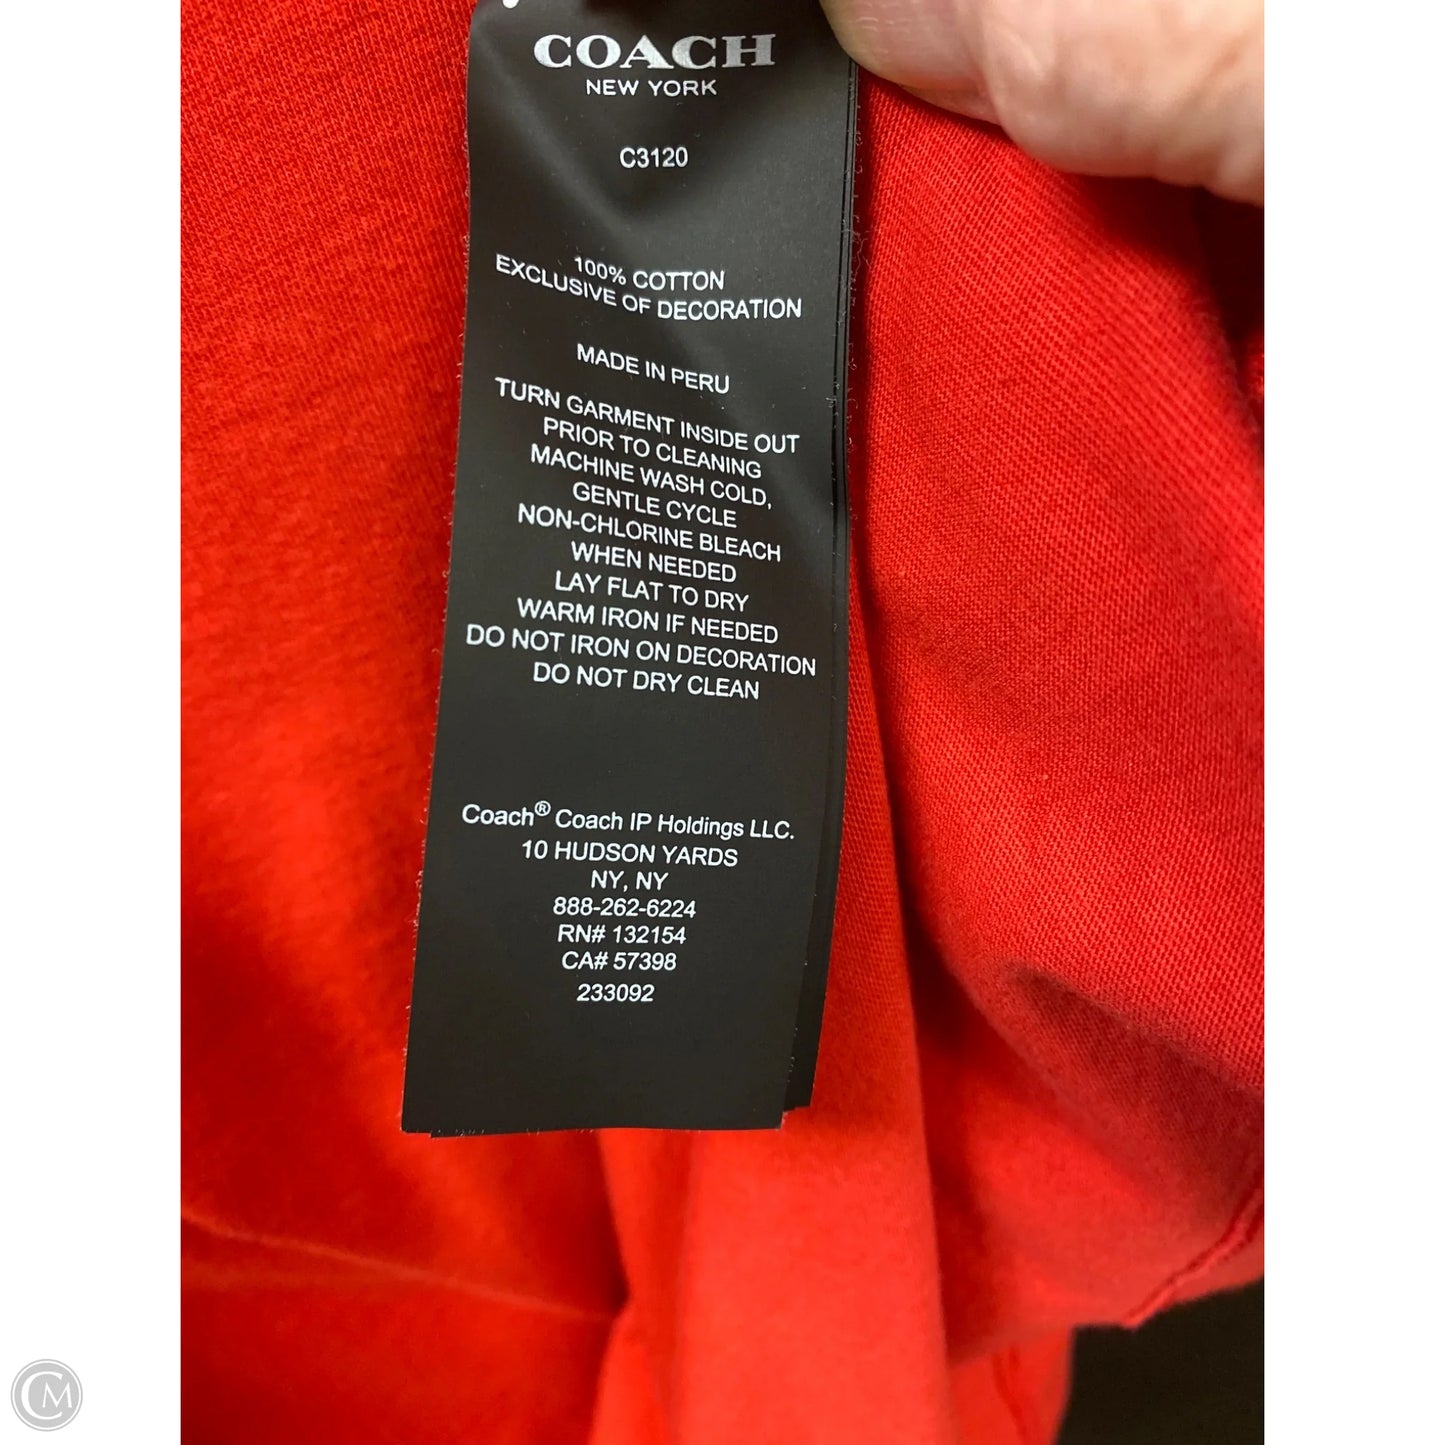 COACH
NEW YORK
C3120
100% COTTON
EXCLUSIVE OF DECORATION
MADE IN PERU
TURN GARMENT INSIDE OUT
PRIOR TO CLEANING
MACHINE WASH COLD,
GENTLE CYCLE
NON-CHLORINE BLEACH
WHEN NEEDED
LAY FLAT TO DRY
WARM IRON IF NEEDED
DO NOT IRON ON DECORATION
DO NOT DRY CLEAN
Coach® Coach IP Holdings LLC.
10 HUDSON YARDS
NY, NY
888-262-6224
RN# 132154
CA# 57398
233092
CM